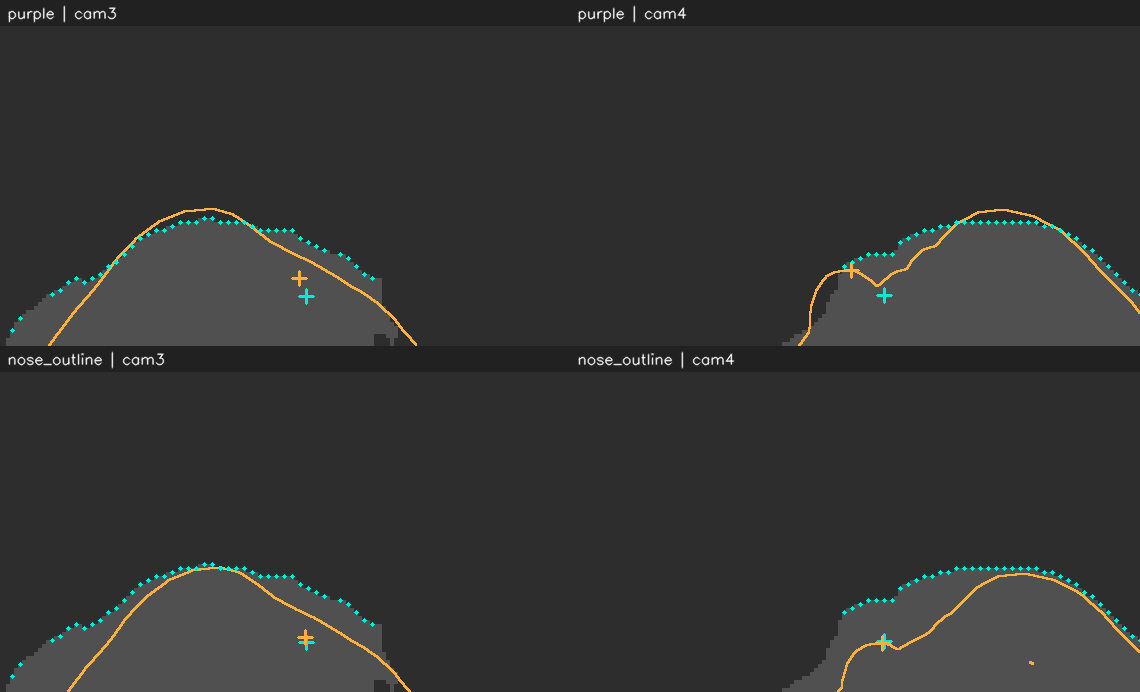 purple | cam3
purple | cam4
nose_outline | cam3
nose_outline | cam4